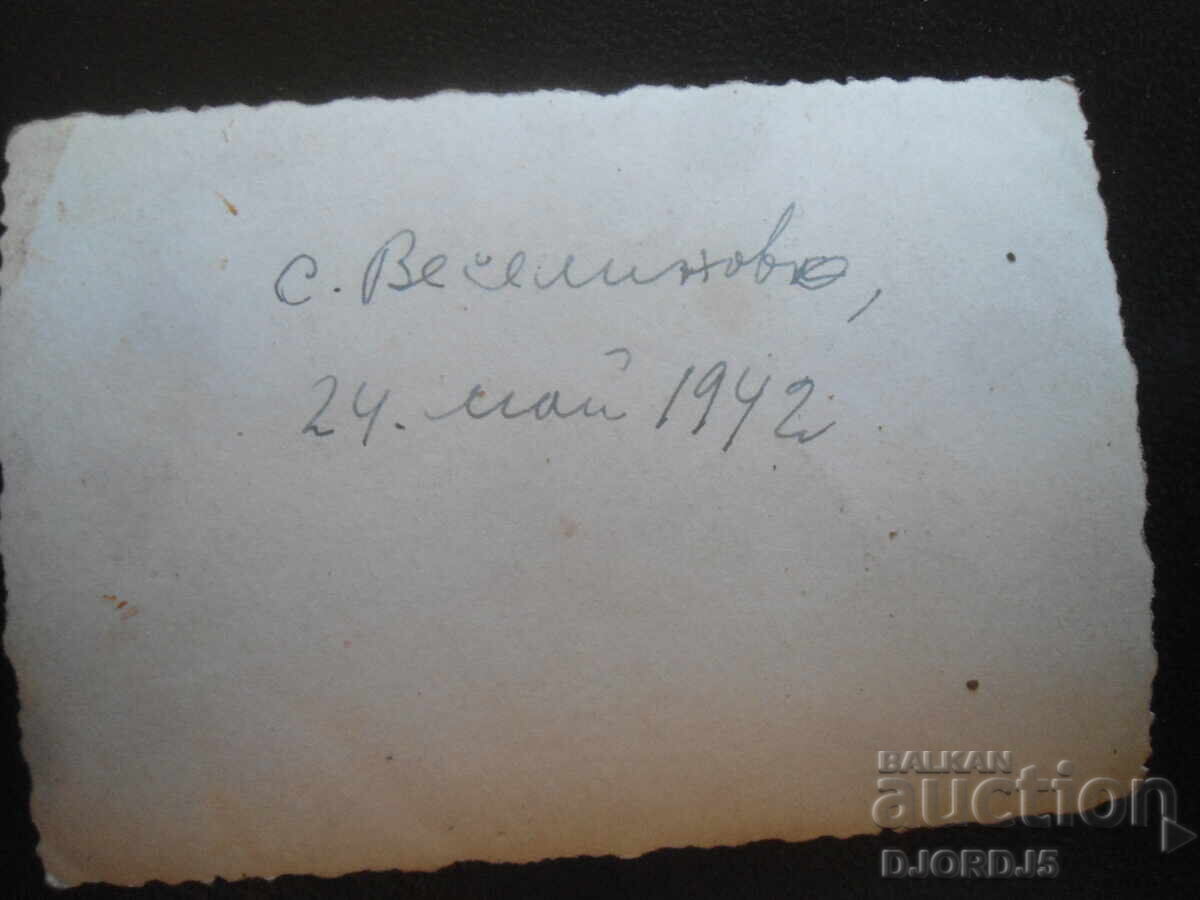 с. Веселиново,
24. май 1942
BALKAN
auction
DJORDJ5